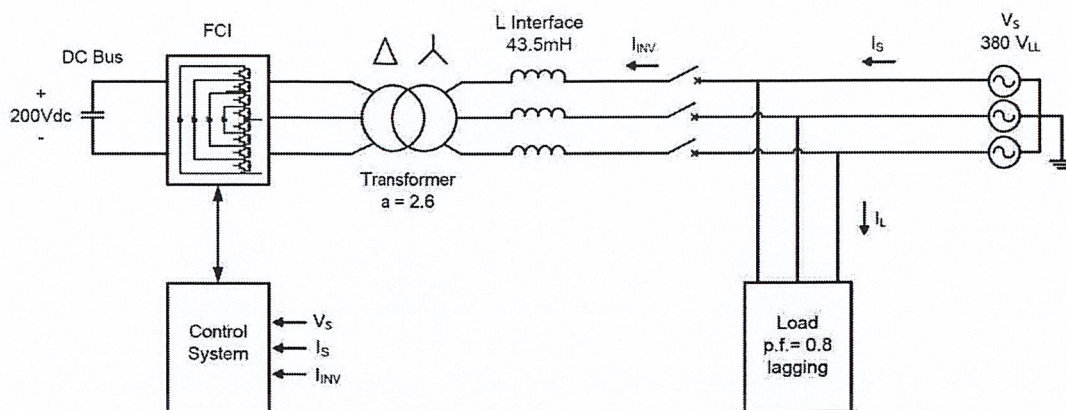 FCI
DC Bus
+
200Vdc
-
L Interface
43.5mH
I_INV
I_S
V_S
380 V_LL
Transformer
a = 2.6
I_L
Control
System
V_S
I_S
I_INV
Load
p.f.= 0.8
lagging